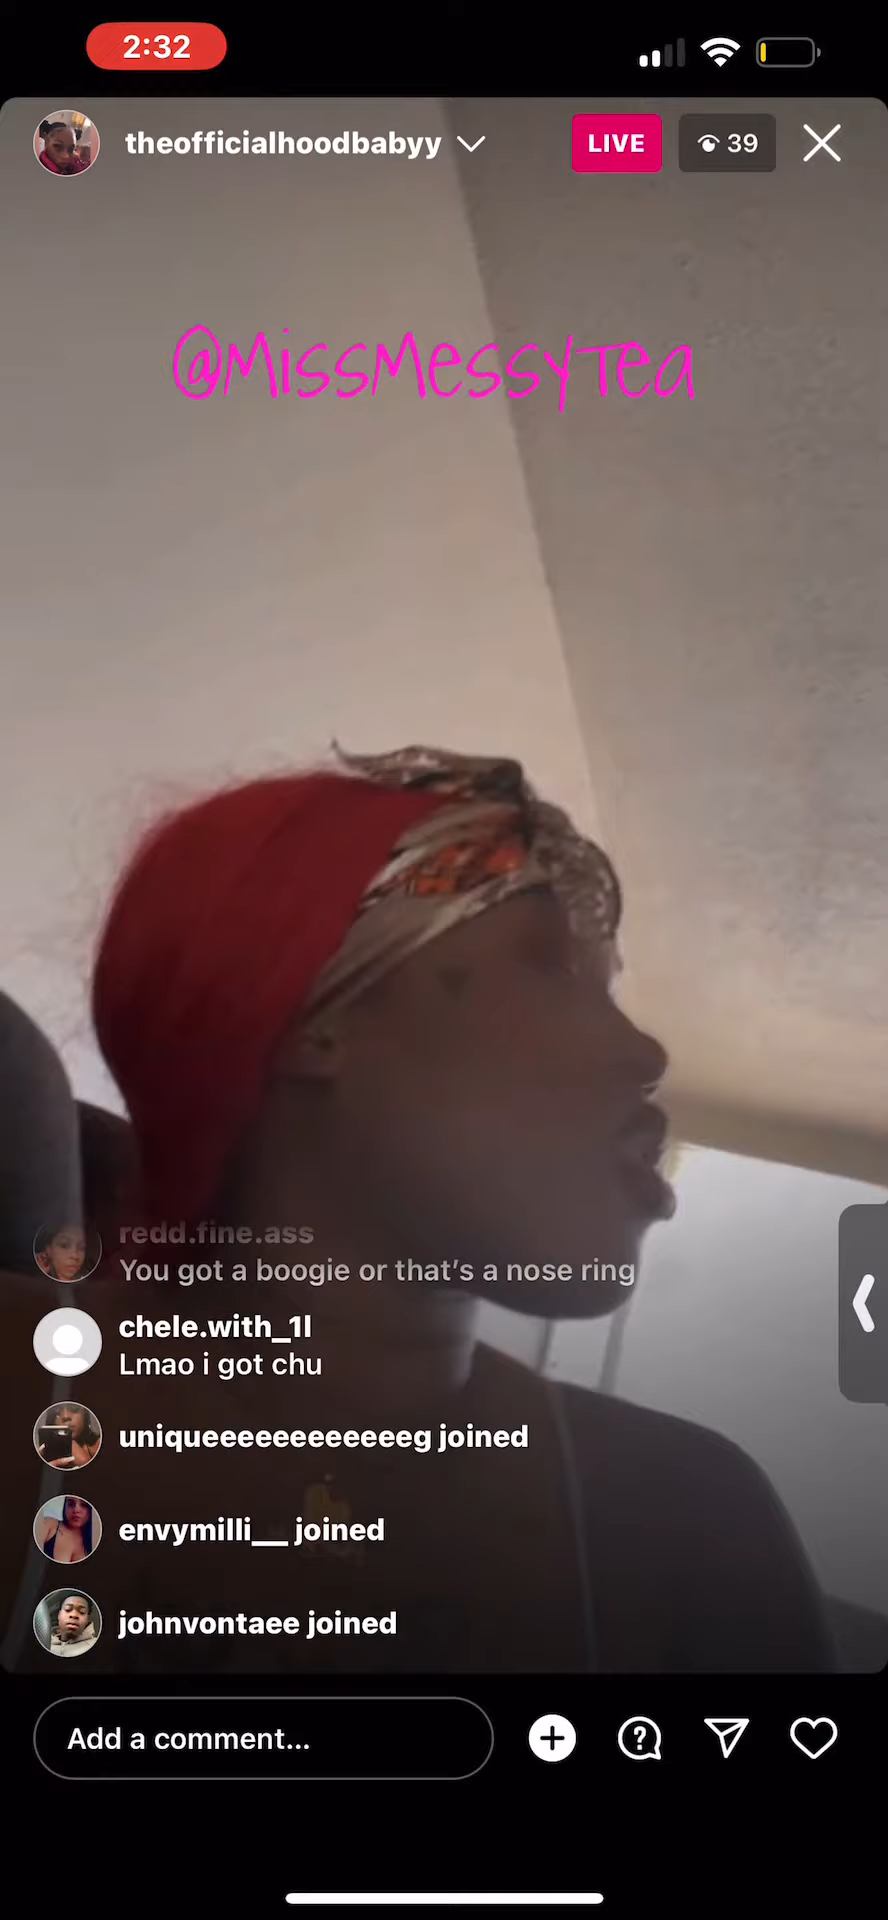 2:32
theofficialhoodbabyy
LIVE
39
@MissMessyTea
redd.fine.ass
You got a boogie or that's a nose ring
chele.with_1l
Lmao i got chu
uniqueeeeeeeeeeeeg joined
envymilli__ joined
johnvontaee joined
Add a comment...